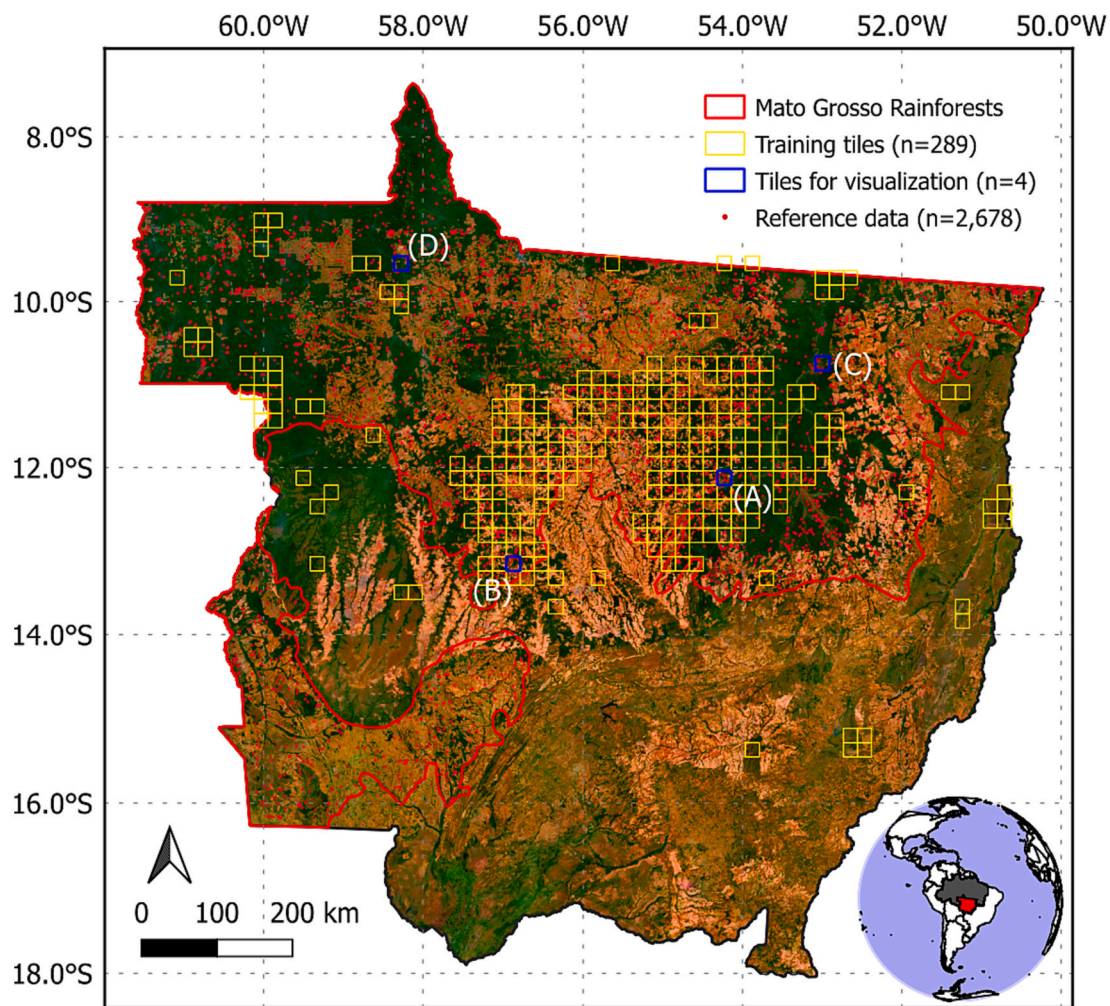 60.0°W 58.0°W 56.0°W 54.0°W 52.0°W 50.0°W
Mato Grosso Rainforests
8.0°S
Training tiles (n=289)
Tiles for visualization (n=4)
Reference data (n=2,678)
(D)
10.0°S
(C)
12.0°S
(A)
(B)
14.0°S
16.0°S
0 100 200 km
18.0°S